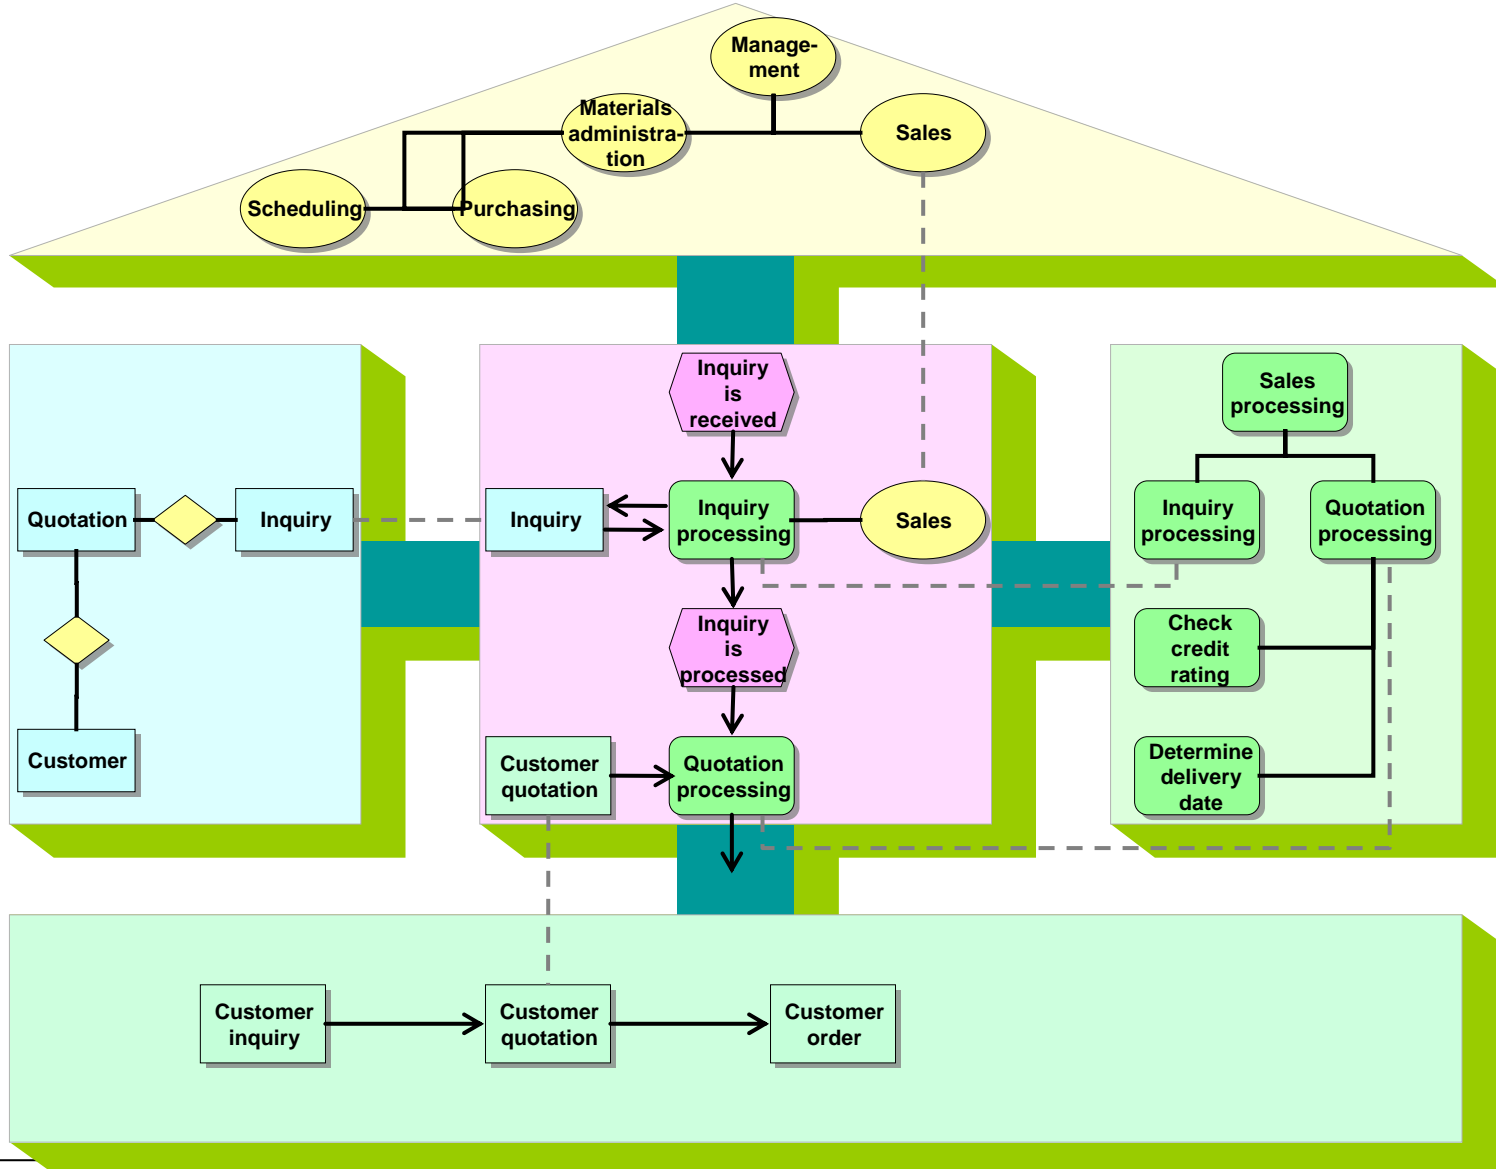 Manage-
ment
Materials
administra-
tion
Sales
Scheduling
Purchasing
Inquiry
is
received
Sales
processing
Quotation
Inquiry
Inquiry
Inquiry
processing
Sales
Inquiry
processing
Quotation
processing
Inquiry
is
processed
Check
credit
rating
Customer
Customer
quotation
Quotation
processing
Determine
delivery
date
Customer
inquiry
Customer
quotation
Customer
order